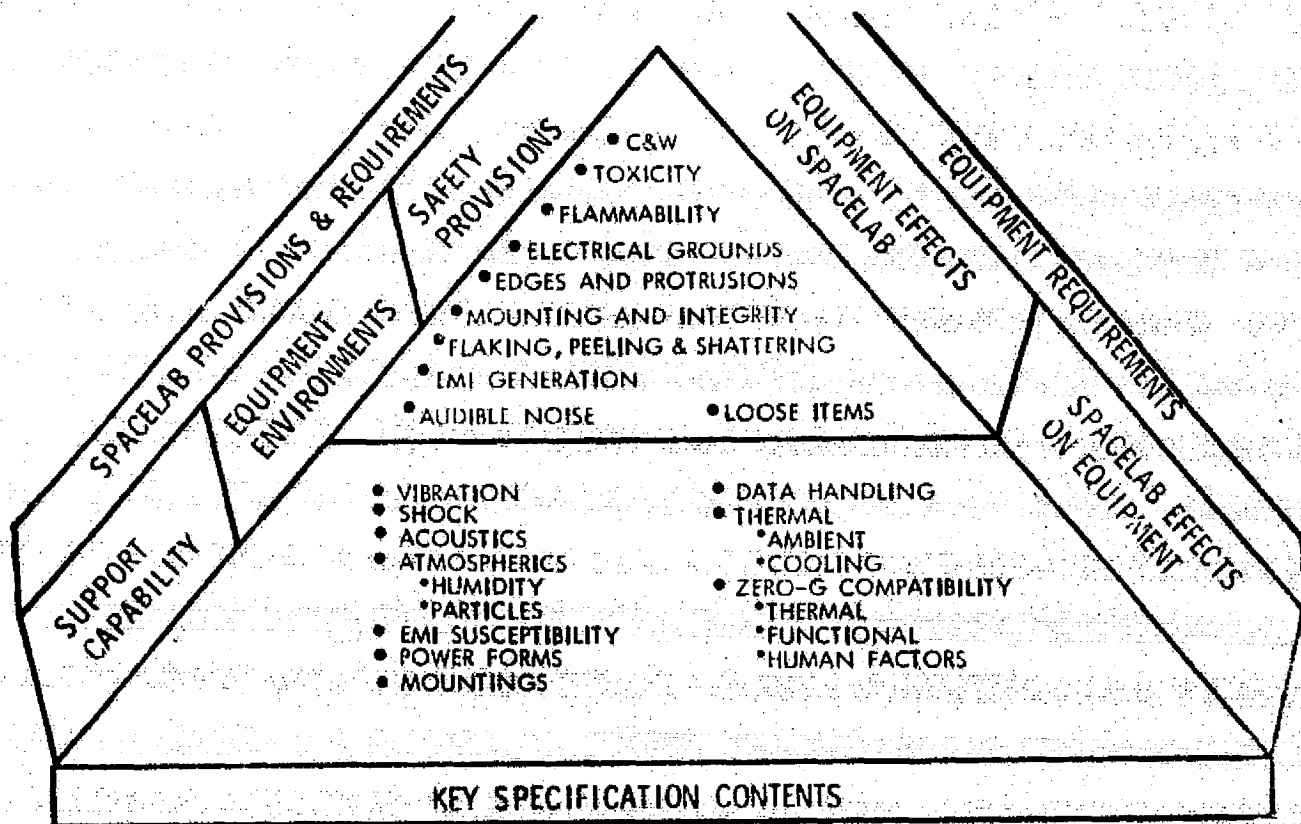 SPACELAB PROVISIONS & REQUIREMENTS
SAFETY
PROVISIONS
EQUIPMENT
ENVIRONMENTS
SUPPORT
CAPABILITY
• C&W
• TOXICITY
• FLAMMABILITY
• ELECTRICAL GROUNDS
• EDGES AND PROTRUSIONS
• MOUNTING AND INTEGRITY
• FLAKING, PEELING & SHATTERING
• EMI GENERATION
• AUDIBLE NOISE
• LOOSE ITEMS
EQUIPMENT EFFECTS
ON SPACELAB
EQUIPMENT REQUIREMENTS
SPACELAB EFFECTS
ON EQUIPMENT
• VIBRATION
• SHOCK
• ACOUSTICS
• ATMOSPHERICS
•HUMIDITY
•PARTICLES
• EMI SUSCEPTIBILITY
• POWER FORMS
• MOUNTINGS
• DATA HANDLING
• THERMAL
•AMBIENT
•COOLING
• ZERO-G COMPATIBILITY
•THERMAL
•FUNCTIONAL
•HUMAN FACTORS
KEY SPECIFICATION CONTENTS